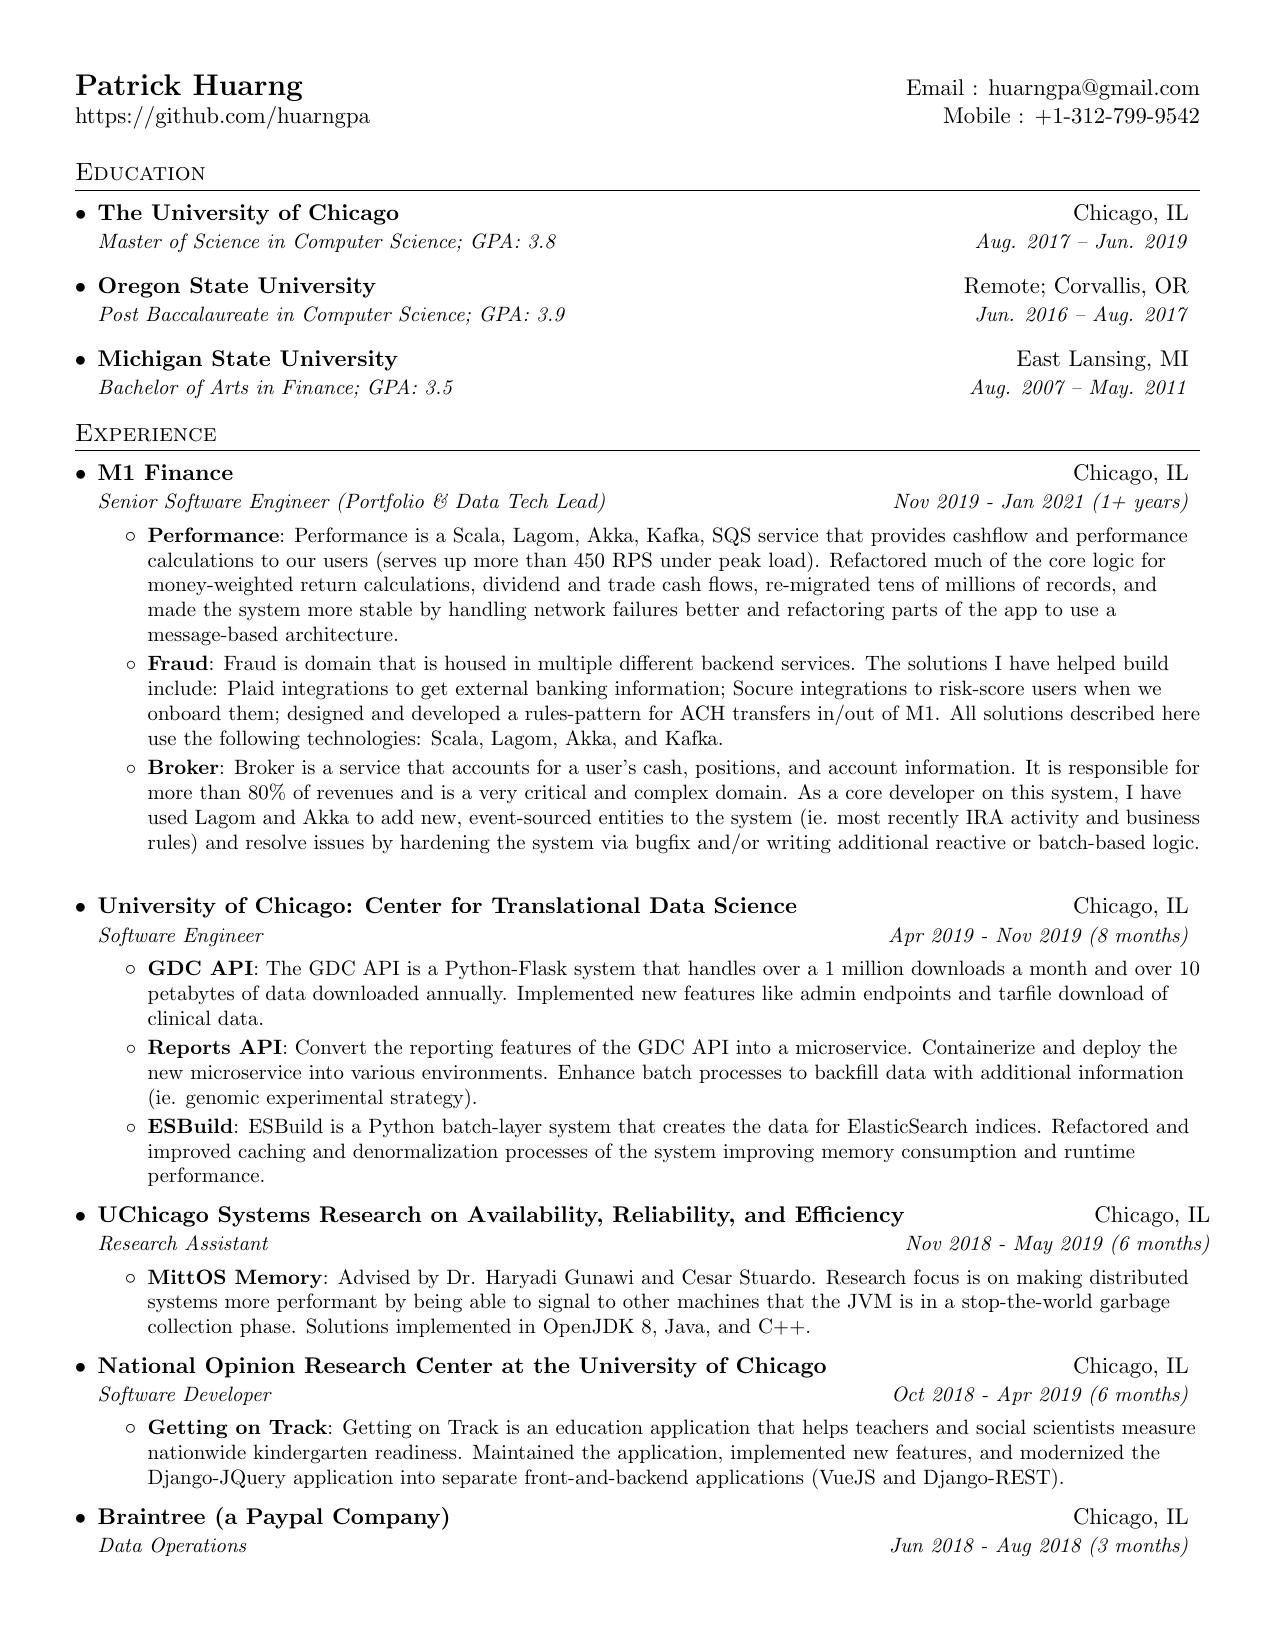 Patrick Huarng
Email : huarngpa@gmail.com
https://github.com/huarngpa
Mobile : +1-312-799-9542
Education
• The University of Chicago
Chicago, IL
Master of Science in Computer Science; GPA: 3.8
Aug. 2017 – Jun. 2019
• Oregon State University
Remote; Corvallis, OR
Post Baccalaureate in Computer Science; GPA: 3.9
Jun. 2016 – Aug. 2017
• Michigan State University
East Lansing, MI
Bachelor of Arts in Finance; GPA: 3.5
Aug. 2007 – May. 2011
Experience
• M1 Finance
Chicago, IL
Senior Software Engineer (Portfolio & Data Tech Lead)
Nov 2019 - Jan 2021 (1+ years)
◦ Performance: Performance is a Scala, Lagom, Akka, Kafka, SQS service that provides cashflow and performance
calculations to our users (serves up more than 450 RPS under peak load). Refactored much of the core logic for
money-weighted return calculations, dividend and trade cash flows, re-migrated tens of millions of records, and
made the system more stable by handling network failures better and refactoring parts of the app to use a
message-based architecture.
◦ Fraud: Fraud is domain that is housed in multiple different backend services. The solutions I have helped build
include: Plaid integrations to get external banking information; Socure integrations to risk-score users when we
onboard them; designed and developed a rules-pattern for ACH transfers in/out of M1. All solutions described here
use the following technologies: Scala, Lagom, Akka, and Kafka.
◦ Broker: Broker is a service that accounts for a user's cash, positions, and account information. It is responsible for
more than 80% of revenues and is a very critical and complex domain. As a core developer on this system, I have
used Lagom and Akka to add new, event-sourced entities to the system (ie. most recently IRA activity and business
rules) and resolve issues by hardening the system via bugfix and/or writing additional reactive or batch-based logic.
• University of Chicago: Center for Translational Data Science
Chicago, IL
Software Engineer
Apr 2019 - Nov 2019 (8 months)
◦ GDC API: The GDC API is a Python-Flask system that handles over a 1 million downloads a month and over 10
petabytes of data downloaded annually. Implemented new features like admin endpoints and tarfile download of
clinical data.
◦ Reports API: Convert the reporting features of the GDC API into a microservice. Containerize and deploy the
new microservice into various environments. Enhance batch processes to backfill data with additional information
(ie. genomic experimental strategy).
◦ ESBuild: ESBuild is a Python batch-layer system that creates the data for ElasticSearch indices. Refactored and
improved caching and denormalization processes of the system improving memory consumption and runtime
performance.
• UChicago Systems Research on Availability, Reliability, and Efficiency
Chicago, IL
Research Assistant
Nov 2018 - May 2019 (6 months)
◦ MittOS Memory: Advised by Dr. Haryadi Gunawi and Cesar Stuardo. Research focus is on making distributed
systems more performant by being able to signal to other machines that the JVM is in a stop-the-world garbage
collection phase. Solutions implemented in OpenJDK 8, Java, and C++.
• National Opinion Research Center at the University of Chicago
Chicago, IL
Software Developer
Oct 2018 - Apr 2019 (6 months)
◦ Getting on Track: Getting on Track is an education application that helps teachers and social scientists measure
nationwide kindergarten readiness. Maintained the application, implemented new features, and modernized the
Django-JQuery application into separate front-and-backend applications (VueJS and Django-REST).
• Braintree (a Paypal Company)
Chicago, IL
Data Operations
Jun 2018 - Aug 2018 (3 months)